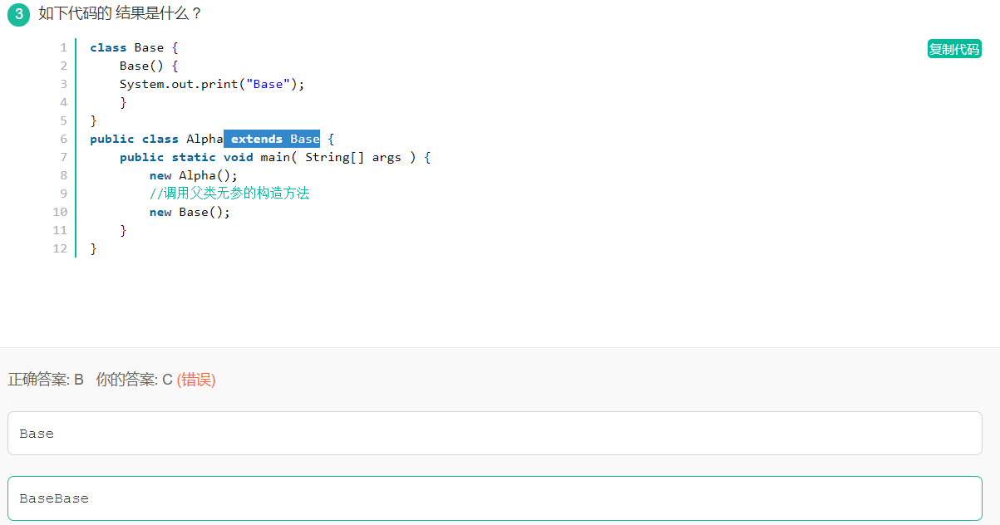 3 如下代码的 结果是什么？
复制代码
1 class Base {
2     Base() {
3     System.out.print("Base");
4     }
5 }
6 public class Alpha extends Base {
7     public static void main( String[] args ) {
8         new Alpha();
9         //调用父类无参的构造方法
10         new Base();
11     }
12 }
正确答案: B 你的答案: C (错误)
Base
BaseBase